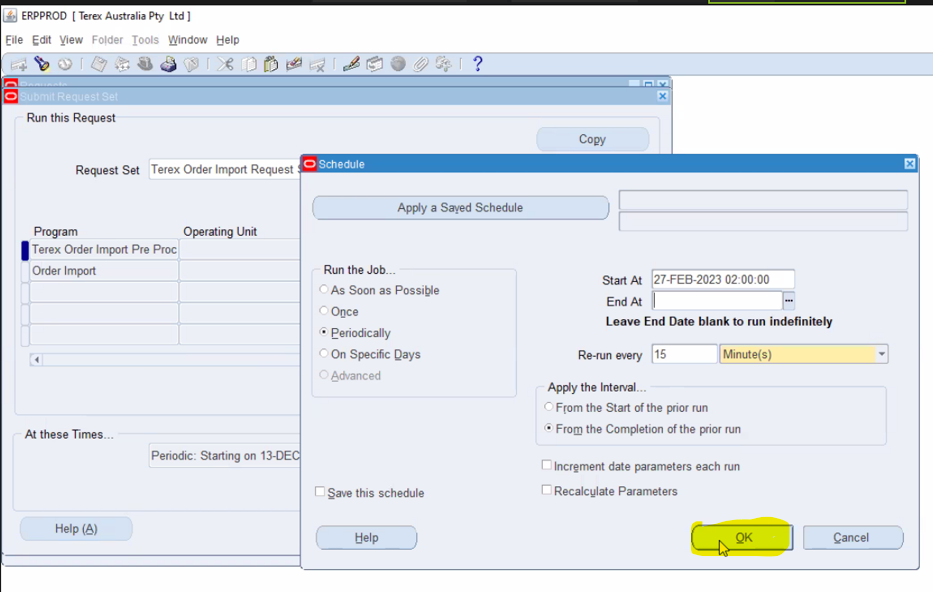 ERPPROD [ Terex Australia Pty Ltd ]
File Edit View Folder Tools Window Help
Requests
Submit Request Set
Run this Request
Copy
Request Set Terex Order Import Request
Program Operating Unit
Terex Order Import Pre Proc
Order Import
At these Times...
Periodic: Starting on 13-DEC
Help (A)
Schedule
Apply a Saved Schedule
Run the Job...
As Soon as Possible
Once
Periodically
On Specific Days
Advanced
Start At 27-FEB-2023 02:00:00
End At
Leave End Date blank to run indefinitely
Re-run every 15 Minute(s)
Apply the Interval...
From the Start of the prior run
From the Completion of the prior run
Increment date parameters each run
Save this schedule
Recalculate Parameters
Help OK Cancel